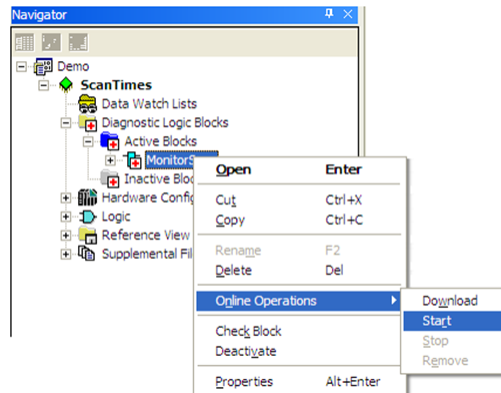 Navigator
Demo
ScanTimes
Data Watch Lists
Diagnostic Logic Blocks
Active Blocks
Inactive Bloc
Hardware Config
Logic
Reference View
Supplemental Fil
Open Enter
Cut Ctrl+X
Copy Ctrl+C
Rename F2
Delete Del
Online Operations
Check Block
Deactivate
Properties Alt+Enter
Download
Start
Stop
Remove